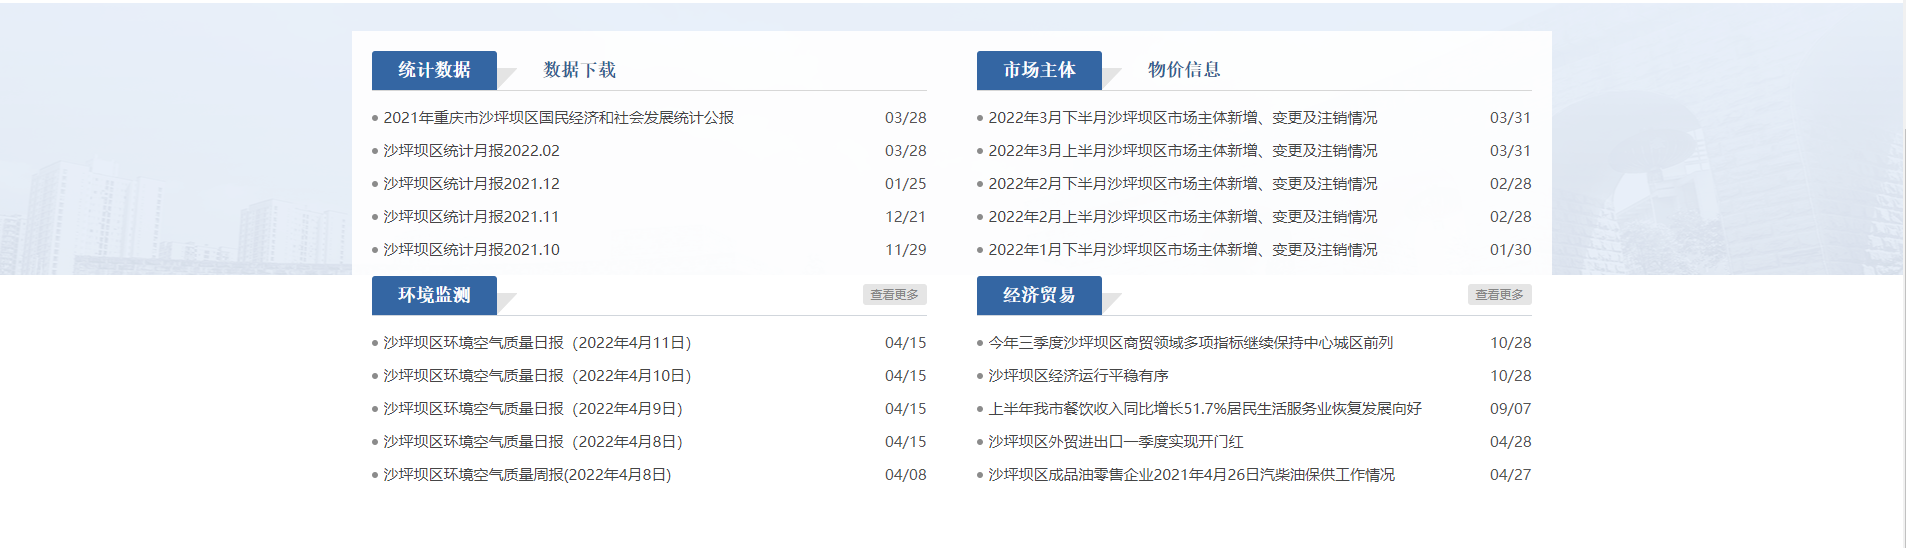 统计数据 数据下载
2021年重庆市沙坪坝区国民经济和社会发展统计公报 03/28
沙坪坝区统计月报2022.02 03/28
沙坪坝区统计月报2021.12 01/25
沙坪坝区统计月报2021.11 12/21
沙坪坝区统计月报2021.10 11/29
市场主体 物价信息
2022年3月下半月沙坪坝区市场主体新增、变更及注销情况 03/31
2022年3月上半月沙坪坝区市场主体新增、变更及注销情况 03/31
2022年2月下半月沙坪坝区市场主体新增、变更及注销情况 02/28
2022年2月上半月沙坪坝区市场主体新增、变更及注销情况 02/28
2022年1月下半月沙坪坝区市场主体新增、变更及注销情况 01/30
环境监测 查看更多
沙坪坝区环境空气质量日报（2022年4月11日） 04/15
沙坪坝区环境空气质量日报（2022年4月10日） 04/15
沙坪坝区环境空气质量日报（2022年4月9日） 04/15
沙坪坝区环境空气质量日报（2022年4月8日） 04/15
沙坪坝区环境空气质量周报(2022年4月8日) 04/08
经济贸易 查看更多
今年三季度沙坪坝区商贸领域多项指标继续保持中心城区前列 10/28
沙坪坝区经济运行平稳有序 10/28
上半年我市餐饮收入同比增长51.7%居民生活服务业恢复发展向好 09/07
沙坪坝区外贸进出口一季度实现开门红 04/28
沙坪坝区成品油零售企业2021年4月26日汽柴油保供工作情况 04/27